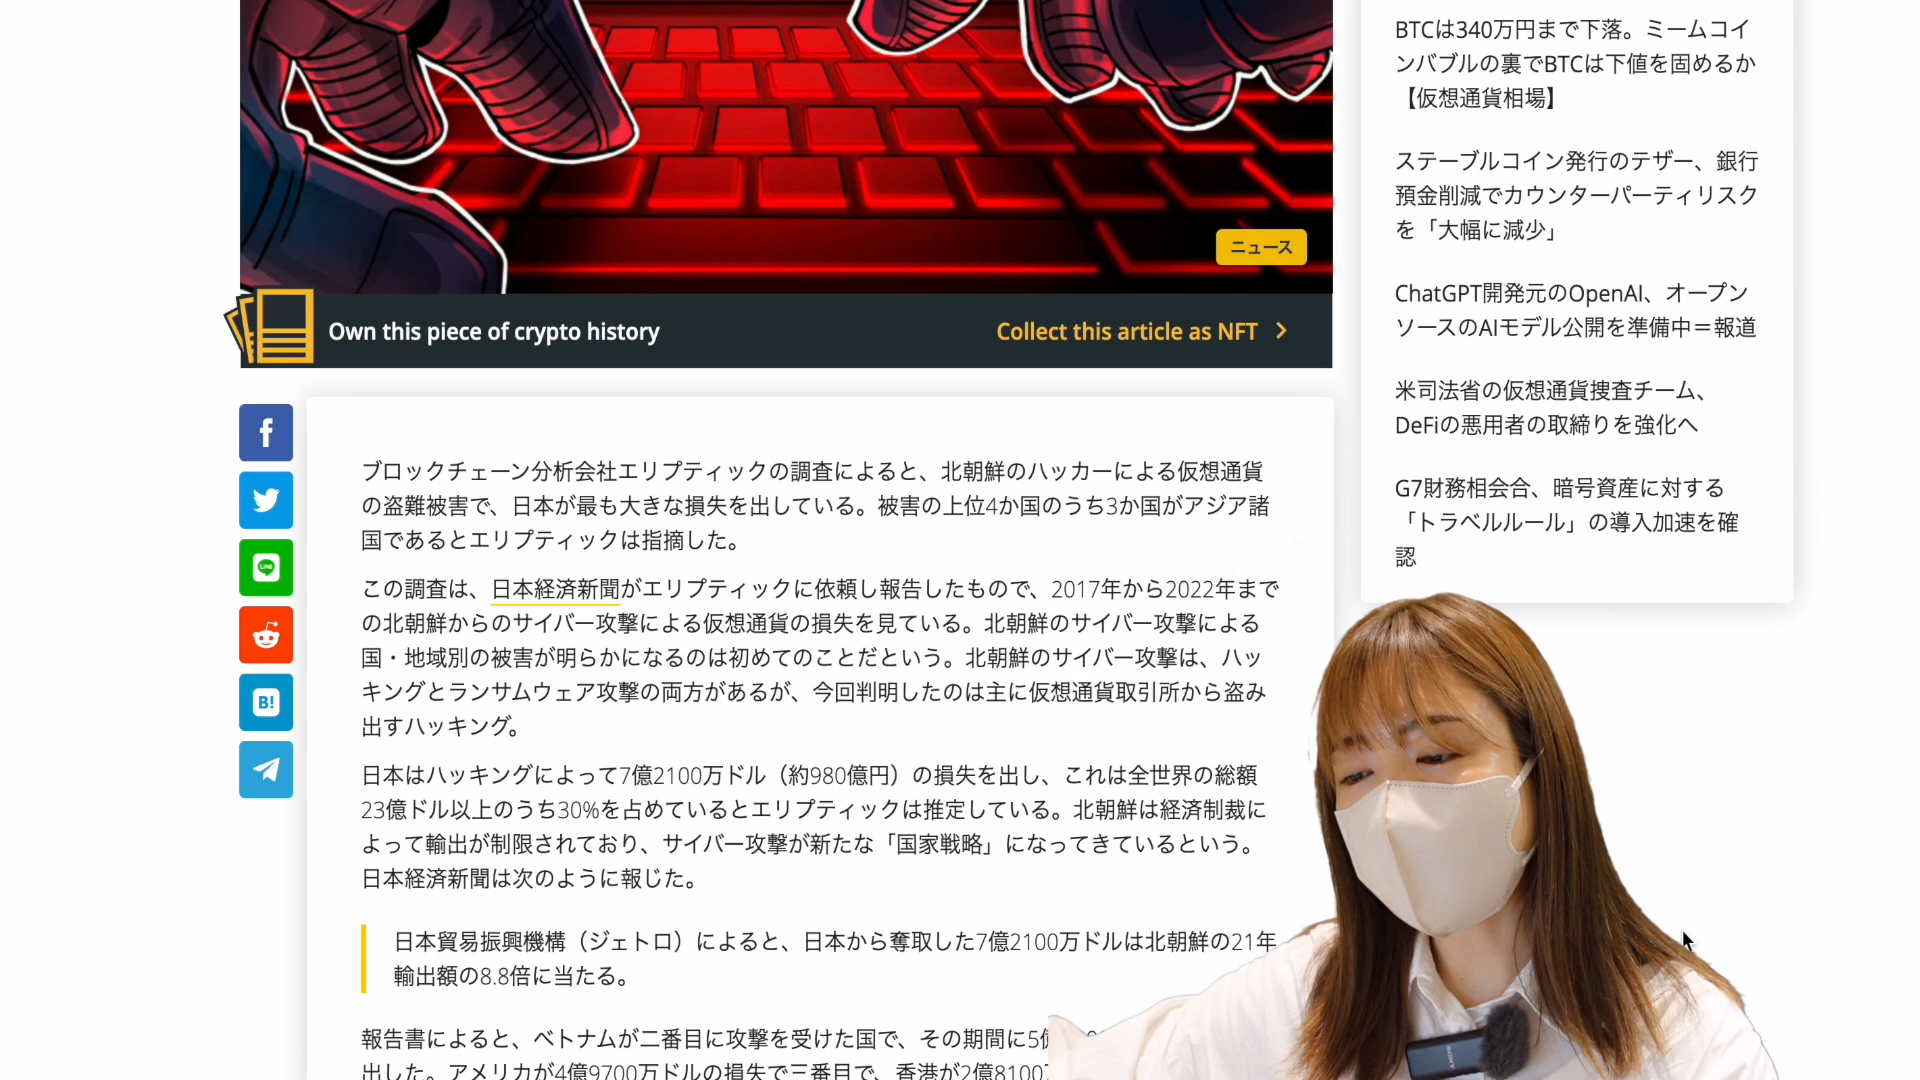 ニュース
Own this piece of crypto history
Collect this article as NFT
ブロックチェーン分析会社エリプティックの調査によると、北朝鮮のハッカーによる仮想通貨
の盗難被害で、日本が最も大きな損失を出している。被害の上位4か国のうち3か国がアジア諸
国であるとエリプティックは指摘した。
この調査は、日本経済新聞がエリプティックに依頼し報告したもので、2017年から2022年まで
の北朝鮮からのサイバー攻撃による仮想通貨の損失を見ている。北朝鮮のサイバー攻撃による
国・地域別の被害が明らかになるのは初めてのことだという。北朝鮮のサイバー攻撃は、ハッ
キングとランサムウェア攻撃の両方があるが、今回判明したのは主に仮想通貨取引所から盗み
出すハッキング。
日本はハッキングによって7億2100万ドル（約980億円）の損失を出し、これは全世界の総額
23億ドル以上のうち30%を占めているとエリプティックは推定している。北朝鮮は経済制裁に
よって輸出が制限されており、サイバー攻撃が新たな「国家戦略」になってきているという。
日本経済新聞は次のように報じた。
日本貿易振興機構（ジェトロ）によると、日本から奪取した7億2100万ドルは北朝鮮の21年
輸出額の8.8倍に当たる。
報告書によると、ベトナムが二番目に攻撃を受けた国で、その期間に5億
出した。アメリカが4億9700万ドルの損失で三番目で、香港が2億8100万
BTCは340万円まで下落。ミームコイ
ンバブルの裏でBTCは下値を固めるか
【仮想通貨相場】
ステーブルコイン発行のテザー、銀行
預金削減でカウンターパーティリスク
を「大幅に減少」
ChatGPT開発元のOpenAI、オープン
ソースのAIモデル公開を準備中＝報道
米司法省の仮想通貨捜査チーム、
DeFiの悪用者の取締りを強化へ
G7財務相会合、暗号資産に対する
「トラベルルール」の導入加速を確
認
LINE
B!
SONY